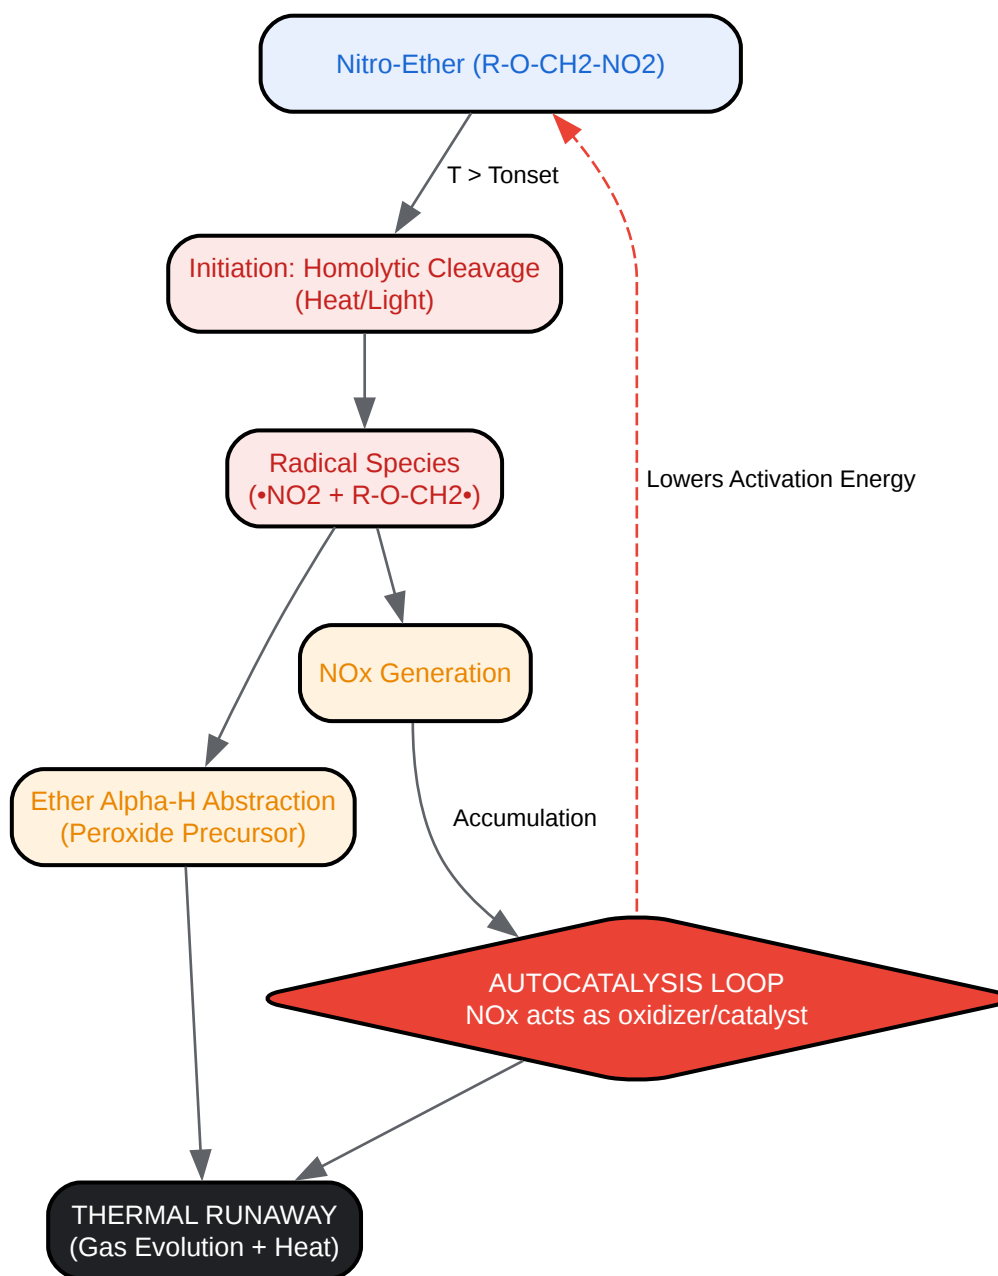 Nitro-Ether (R-O-CH2-NO2)
T > Tonset
Initiation: Homolytic Cleavage
(Heat/Light)
Radical Species
(•NO2 + R-O-CH2•)
Lowers Activation Energy
NOx Generation
Ether Alpha-H Abstraction
(Peroxide Precursor)
Accumulation
AUTOCATALYSIS LOOP
NOx acts as oxidizer/catalyst
THERMAL RUNAWAY
(Gas Evolution + Heat)